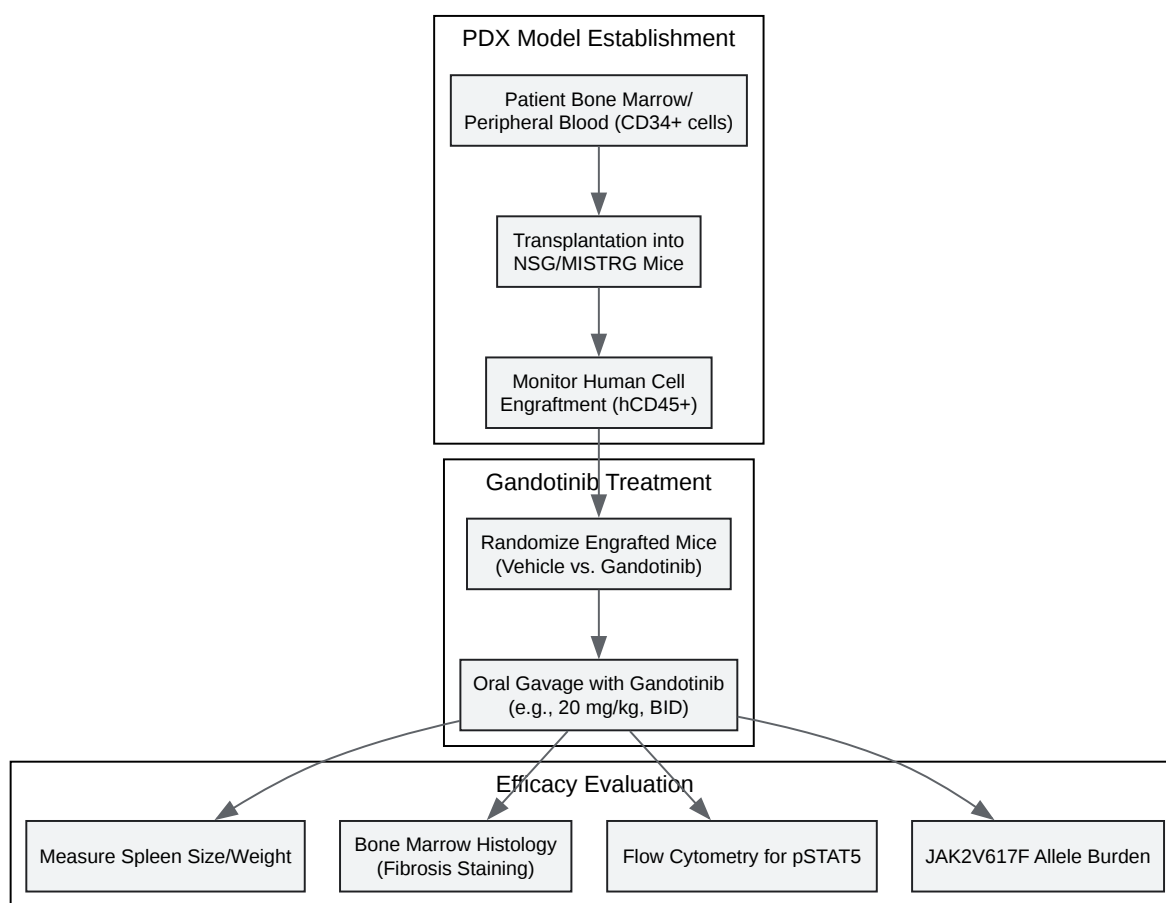 PDX Model Establishment
Patient Bone Marrow/
Peripheral Blood (CD34+ cells)
Transplantation into
NSG/MISTRG Mice
Monitor Human Cell
Engraftment (hCD45+)
Gandotinib Treatment
Randomize Engrafted Mice
(Vehicle vs. Gandotinib)
Oral Gavage with Gandotinib
(e.g., 20 mg/kg, BID)
Efficacy Evaluation
Measure Spleen Size/Weight
Bone Marrow Histology
(Fibrosis Staining)
Flow Cytometry for pSTAT5
JAK2V617F Allele Burden